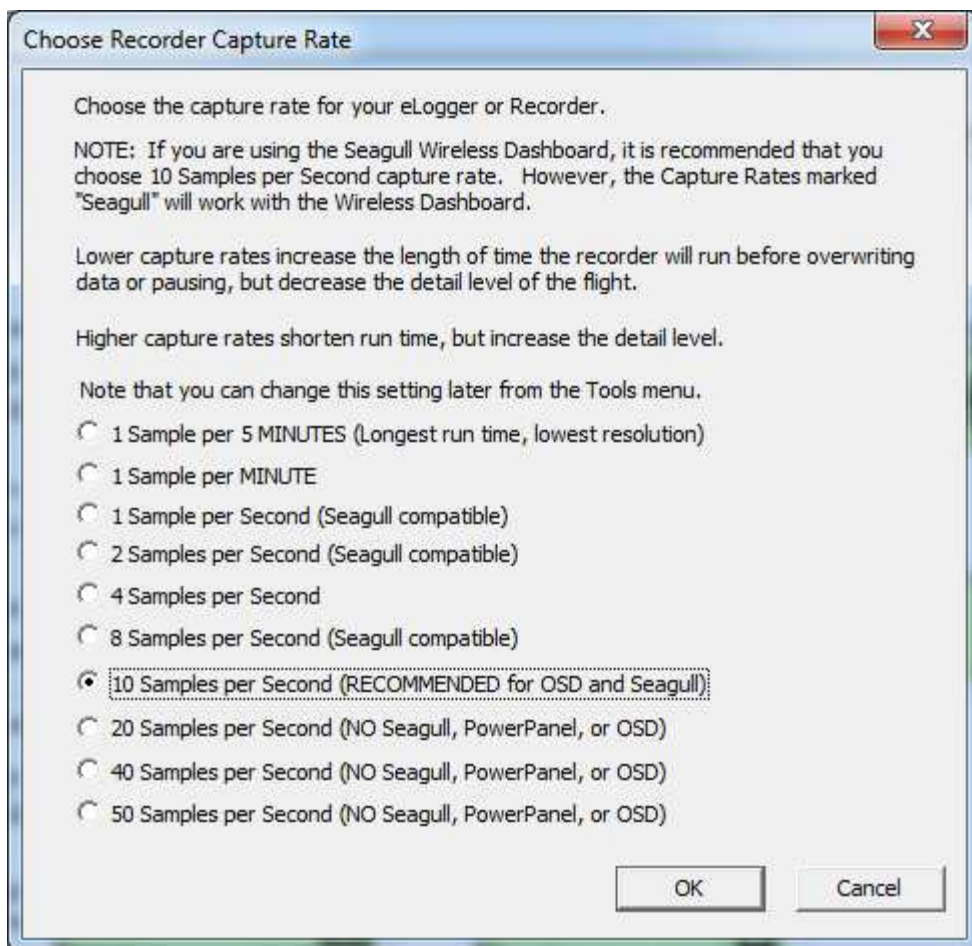 Choose Recorder Capture Rate
Choose the capture rate for your eLogger or Recorder.
NOTE:  If you are using the Seagull Wireless Dashboard, it is recommended that you
choose 10 Samples per Second capture rate.   However, the Capture Rates marked
"Seagull" will work with the Wireless Dashboard.
Lower capture rates increase the length of time the recorder will run before overwriting
data or pausing, but decrease the detail level of the flight.
Higher capture rates shorten run time, but increase the detail level.
Note that you can change this setting later from the Tools menu.
1 Sample per 5 MINUTES (Longest run time, lowest resolution)
1 Sample per MINUTE
1 Sample per Second (Seagull compatible)
2 Samples per Second (Seagull compatible)
4 Samples per Second
8 Samples per Second (Seagull compatible)
10 Samples per Second (RECOMMENDED for OSD and Seagull)
20 Samples per Second (NO Seagull, PowerPanel, or OSD)
40 Samples per Second (NO Seagull, PowerPanel, or OSD)
50 Samples per Second (NO Seagull, PowerPanel, or OSD)
OK
Cancel